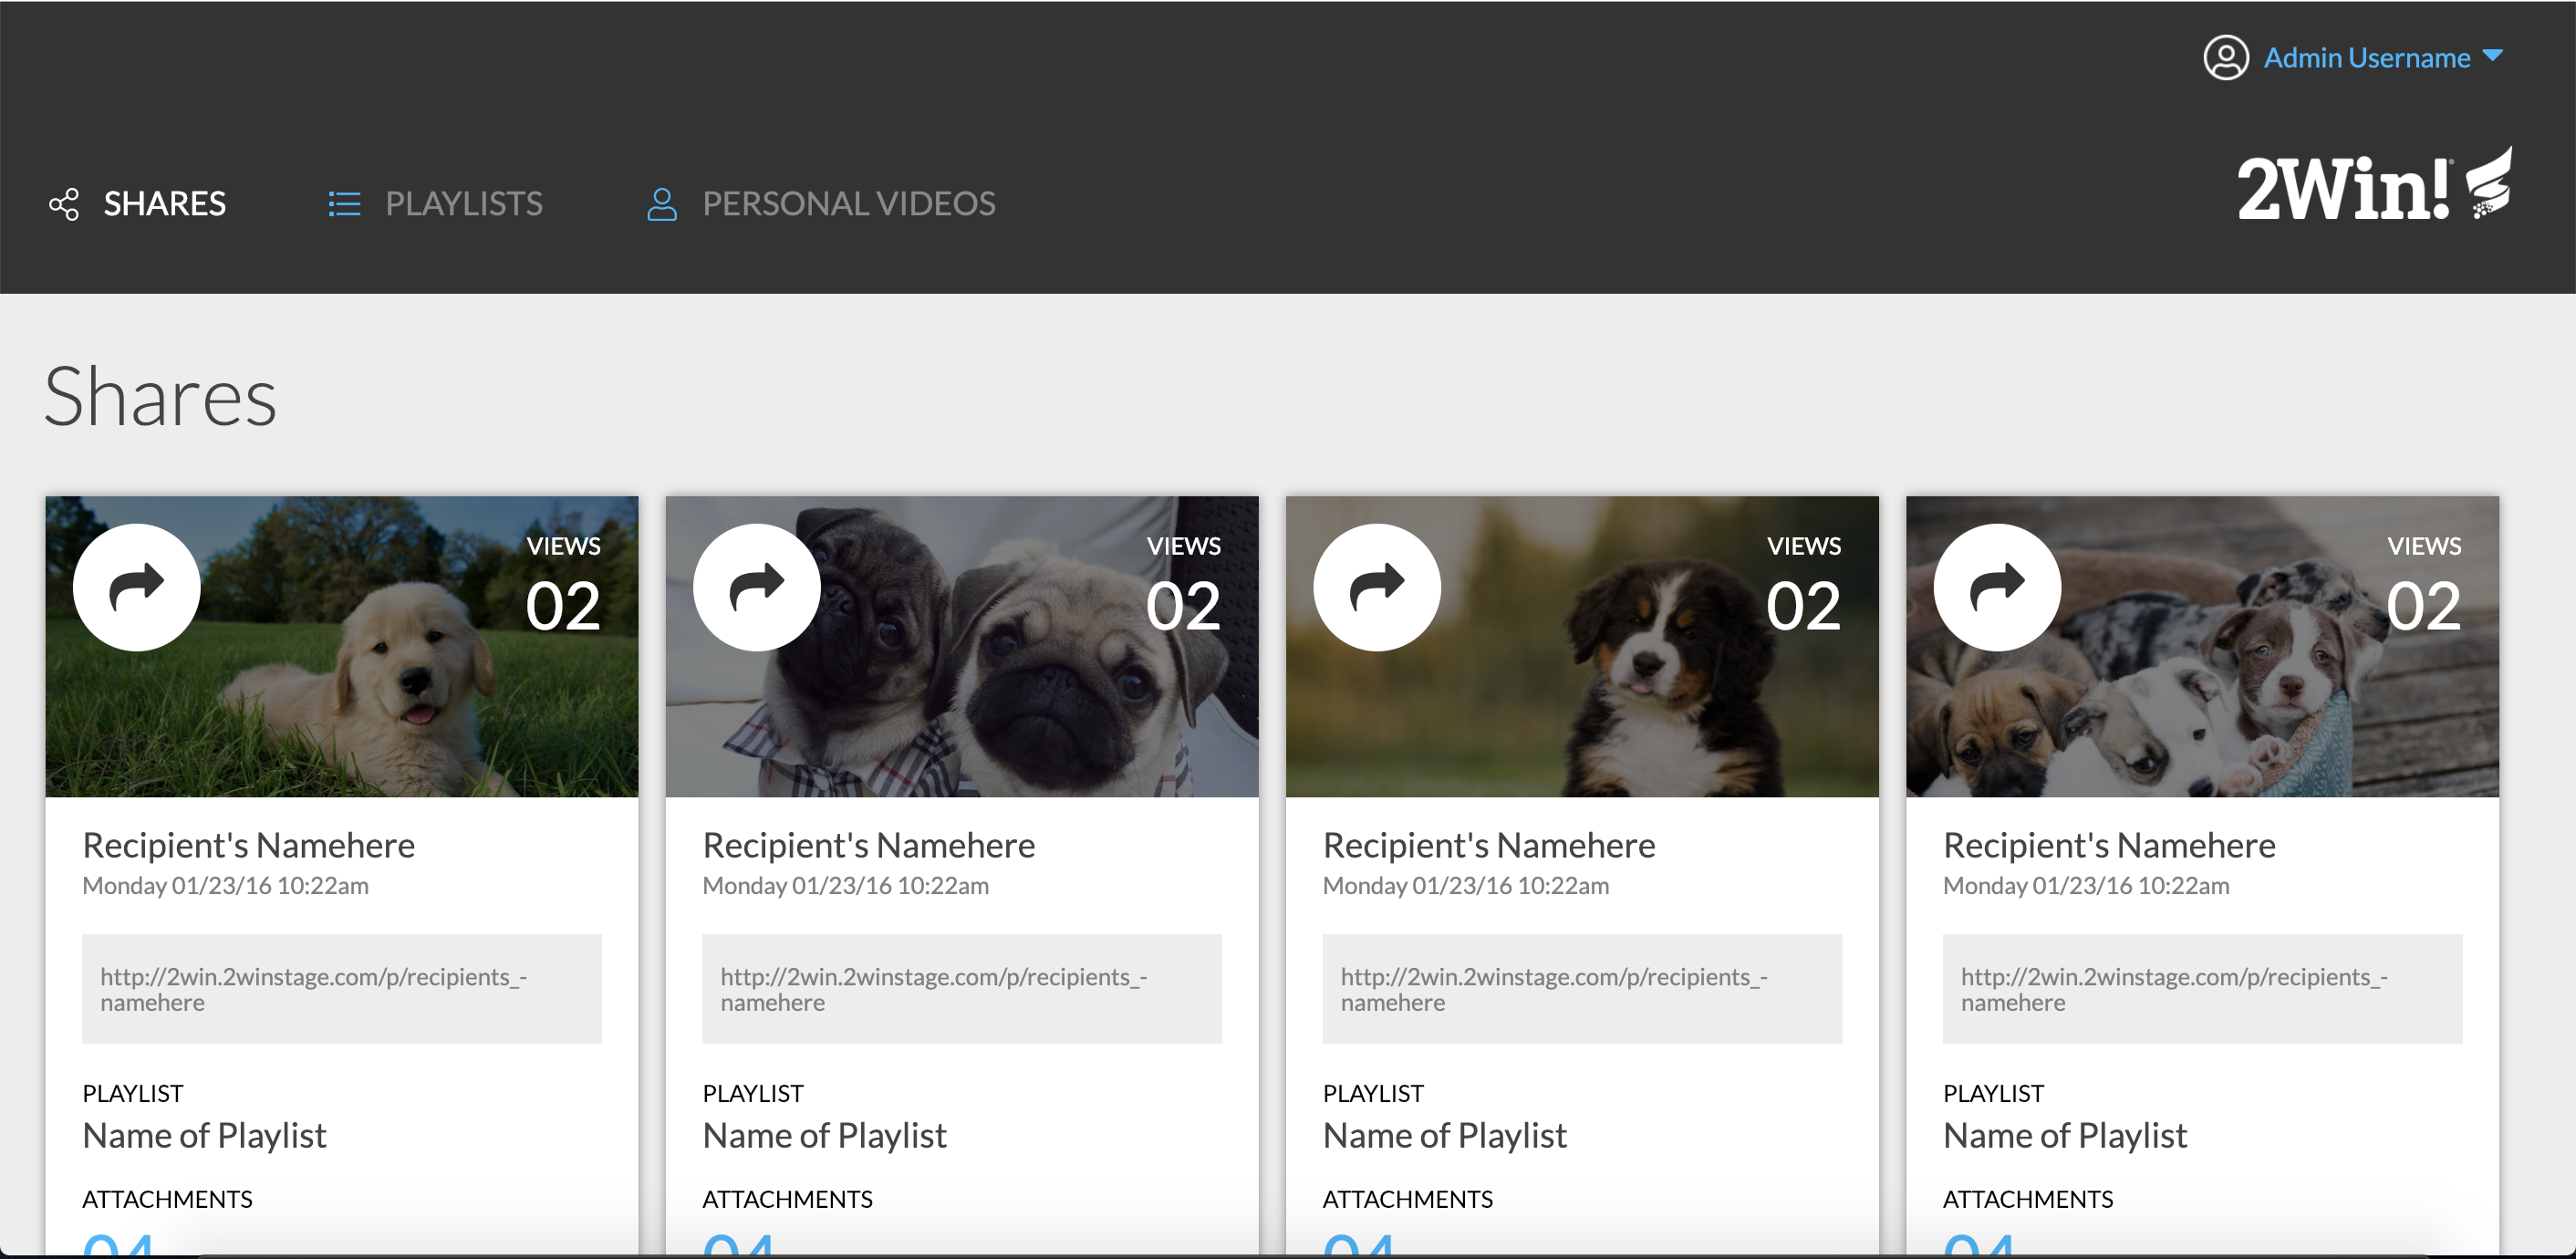 Admin Username
SHARES
PLAYLISTS
PERSONAL VIDEOS
2Win!
Shares
VIEWS
02
Recipient's Namehere
Monday 01/23/16 10:22am
http://2win.2winstage.com/p/recipients_-
namehere
PLAYLIST
Name of Playlist
ATTACHMENTS
04
VIEWS
02
Recipient's Namehere
Monday 01/23/16 10:22am
http://2win.2winstage.com/p/recipients_-
namehere
PLAYLIST
Name of Playlist
ATTACHMENTS
04
VIEWS
02
Recipient's Namehere
Monday 01/23/16 10:22am
http://2win.2winstage.com/p/recipients_-
namehere
PLAYLIST
Name of Playlist
ATTACHMENTS
04
VIEWS
02
Recipient's Namehere
Monday 01/23/16 10:22am
http://2win.2winstage.com/p/recipients_-
namehere
PLAYLIST
Name of Playlist
ATTACHMENTS
04